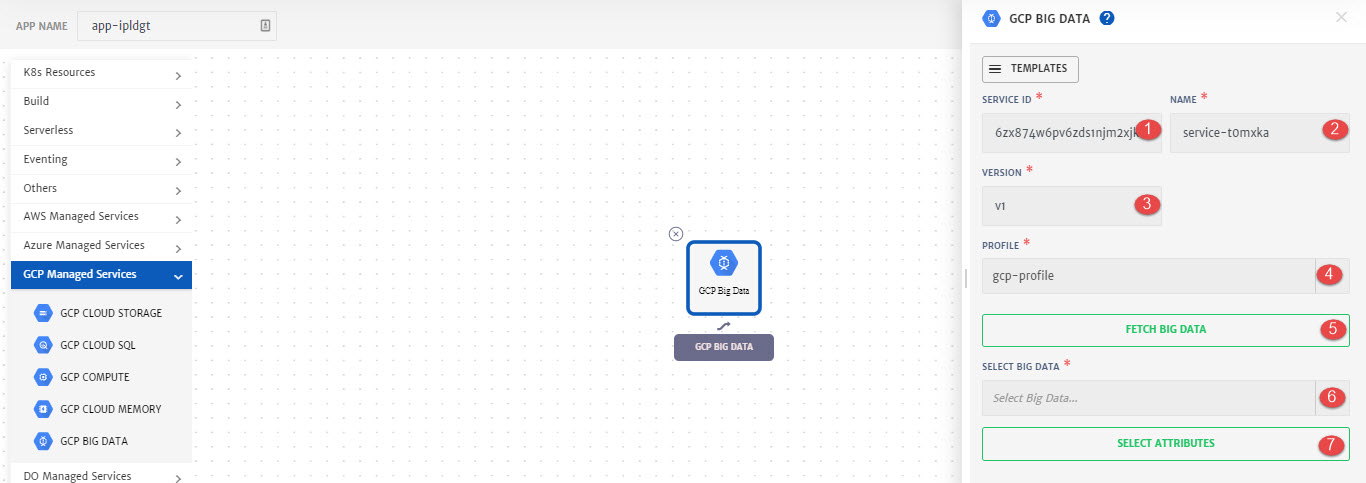 APP NAME
app-ipldgt
K8s Resources
Build
Serverless
Eventing
Others
AWS Managed Services
Azure Managed Services
GCP Managed Services
GCP CLOUD STORAGE
GCP CLOUD SQL
GCP COMPUTE
GCP CLOUD MEMORY
GCP BIG DATA
DO Managed Services
GCP Big Data
GCP BIG DATA
GCP BIG DATA ?
TEMPLATES
SERVICE ID * NAME *
6zx874w6pv6zds1njm2xjk 1 service-t0mxka 2
VERSION *
v1 3
PROFILE *
gcp-profile 4
FETCH BIG DATA 5
SELECT BIG DATA *
Select Big Data... 6
SELECT ATTRIBUTES 7